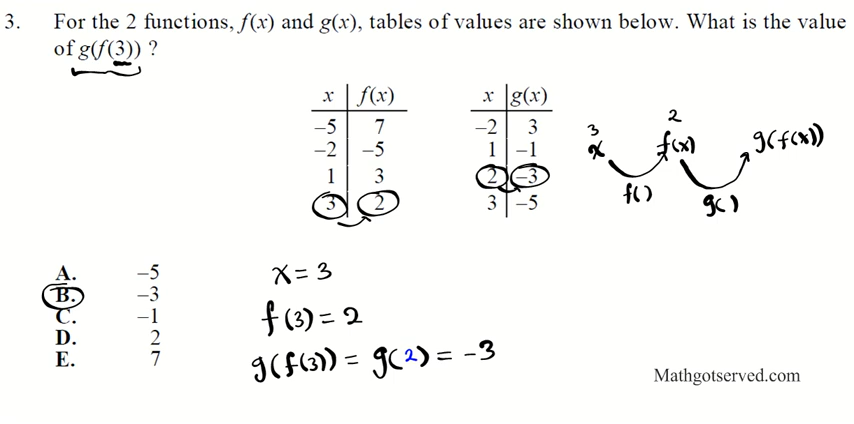 3. For the 2 functions, f(x) and g(x), tables of values are shown below. What is the value
of g(f(3)) ?
x f(x)
–5 7
–2 –5
1 3
3 2
x g(x)
–2 3
1 –1
2 –3
3 –5
3 2
x f(x) g(f(x))
f() g()
A. –5
B. –3
C. –1
D. 2
E. 7
x = 3
f(3) = 2
g(f(3)) = g(2) = -3
Mathgotserved.com